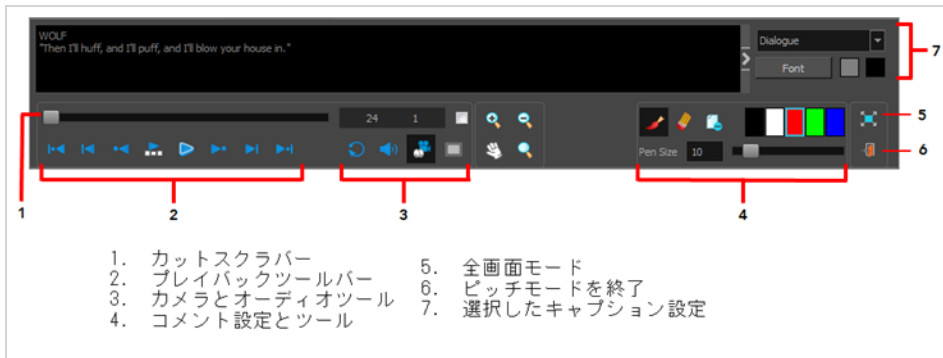 WOLF
"Then I'll huff, and I'll puff, and I'll blow your house in."
Dialogue
Font
7
24 1
Pen Size 10
5
6
1
2
3
4
1. カットスクラバー
2. プレイバックツールバー
3. カメラとオーディオツール
4. コメント設定とツール
5. 全画面モード
6. ピッチモードを終了
7. 選択したキャプション設定